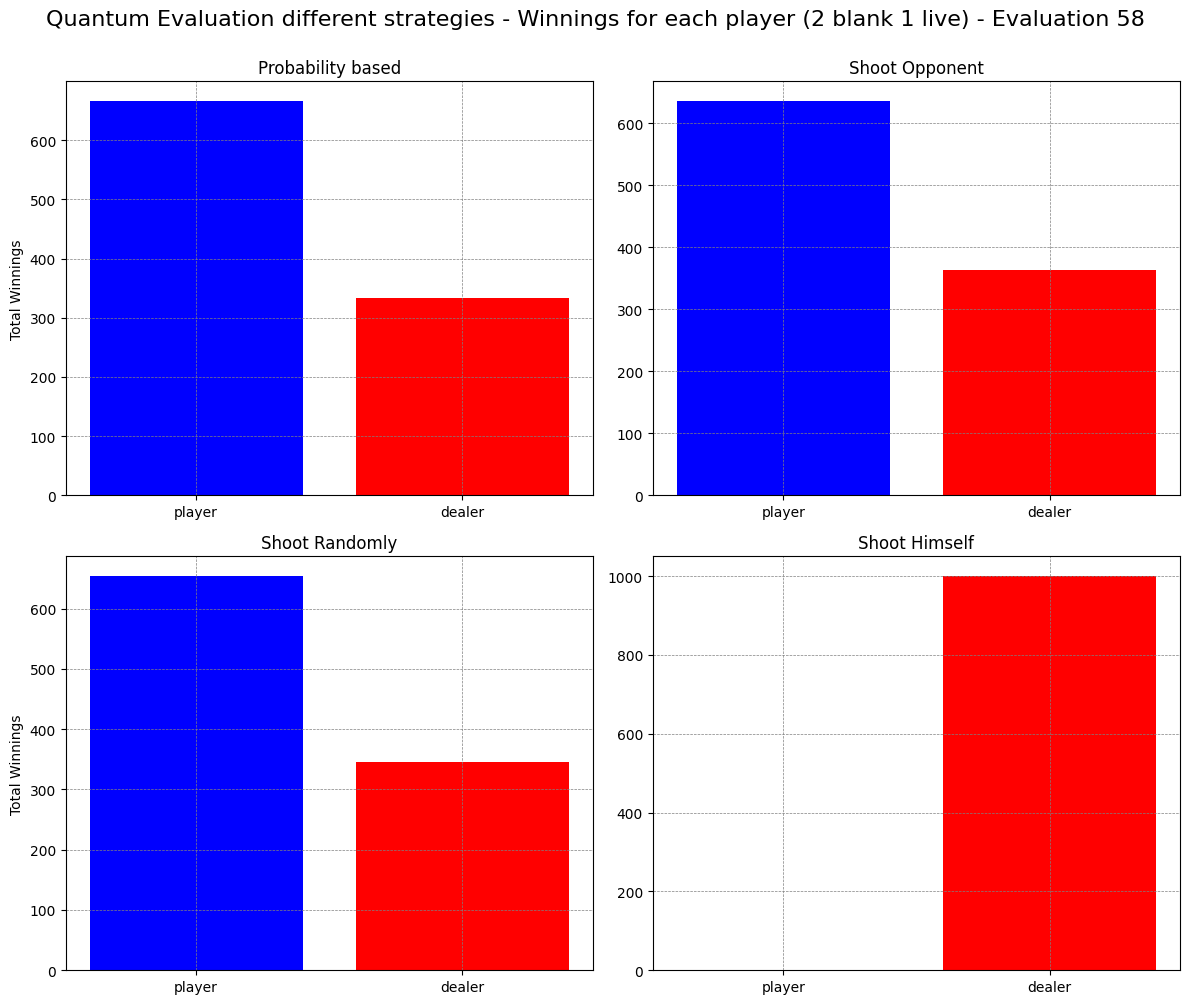 Quantum Evaluation different strategies - Winnings for each player (2 blank 1 live) - Evaluation 58
Probability based
Total Winnings
600
500
400
300
200
100
0
player dealer
Shoot Opponent
600
500
400
300
200
100
0
player dealer
Shoot Randomly
Total Winnings
600
500
400
300
200
100
0
player dealer
Shoot Himself
1000
800
600
400
200
0
player dealer